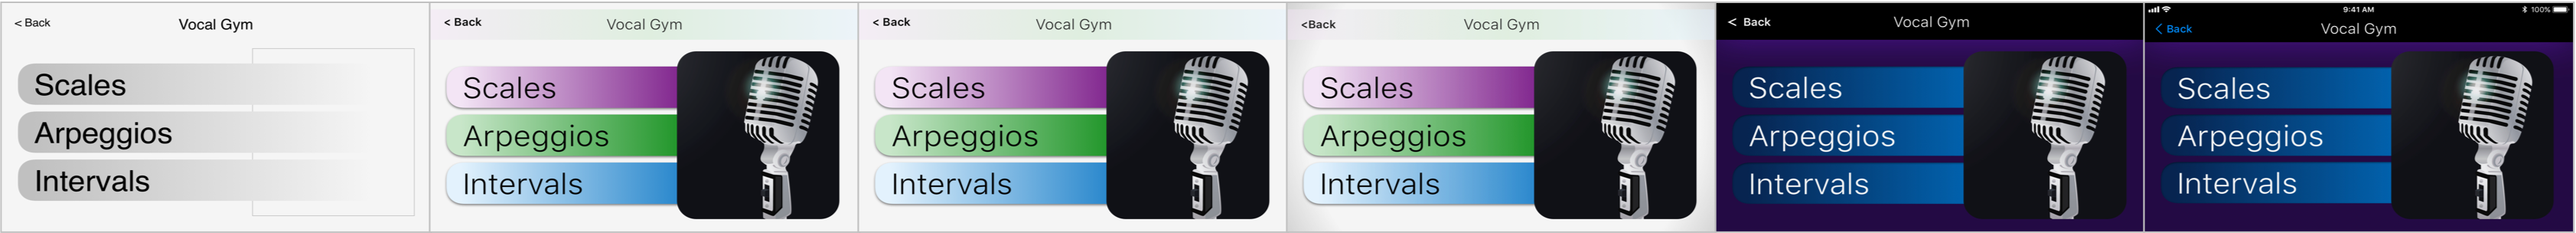 < Back
Vocal Gym
Scales
Arpeggios
Intervals
< Back
Vocal Gym
Scales
Arpeggios
Intervals
< Back
Vocal Gym
Scales
Arpeggios
Intervals
<Back
Vocal Gym
Scales
Arpeggios
Intervals
< Back
Vocal Gym
Scales
Arpeggios
Intervals
9:41 AM
100%
< Back
Vocal Gym
Scales
Arpeggios
Intervals